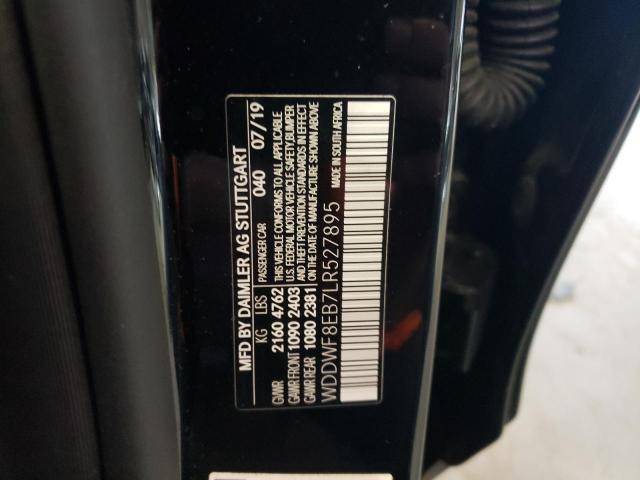 MFD BY DAIMLER AG STUTTGART
PASSENGER CAR 040 07/19
KG LBS
GVWR 2160 4762
GAWR FRONT 1090 2403
GAWR REAR 1080 2381
THIS VEHICLE CONFORMS TO ALL APPLICABLE
U.S. FEDERAL MOTOR VEHICLE SAFETY, BUMPER
AND THEFT PREVENTION STANDARDS IN EFFECT
ON THE DATE OF MANUFACTURE SHOWN ABOVE
WDDWF8EB7LR527895 MADE IN SOUTH AFRICA